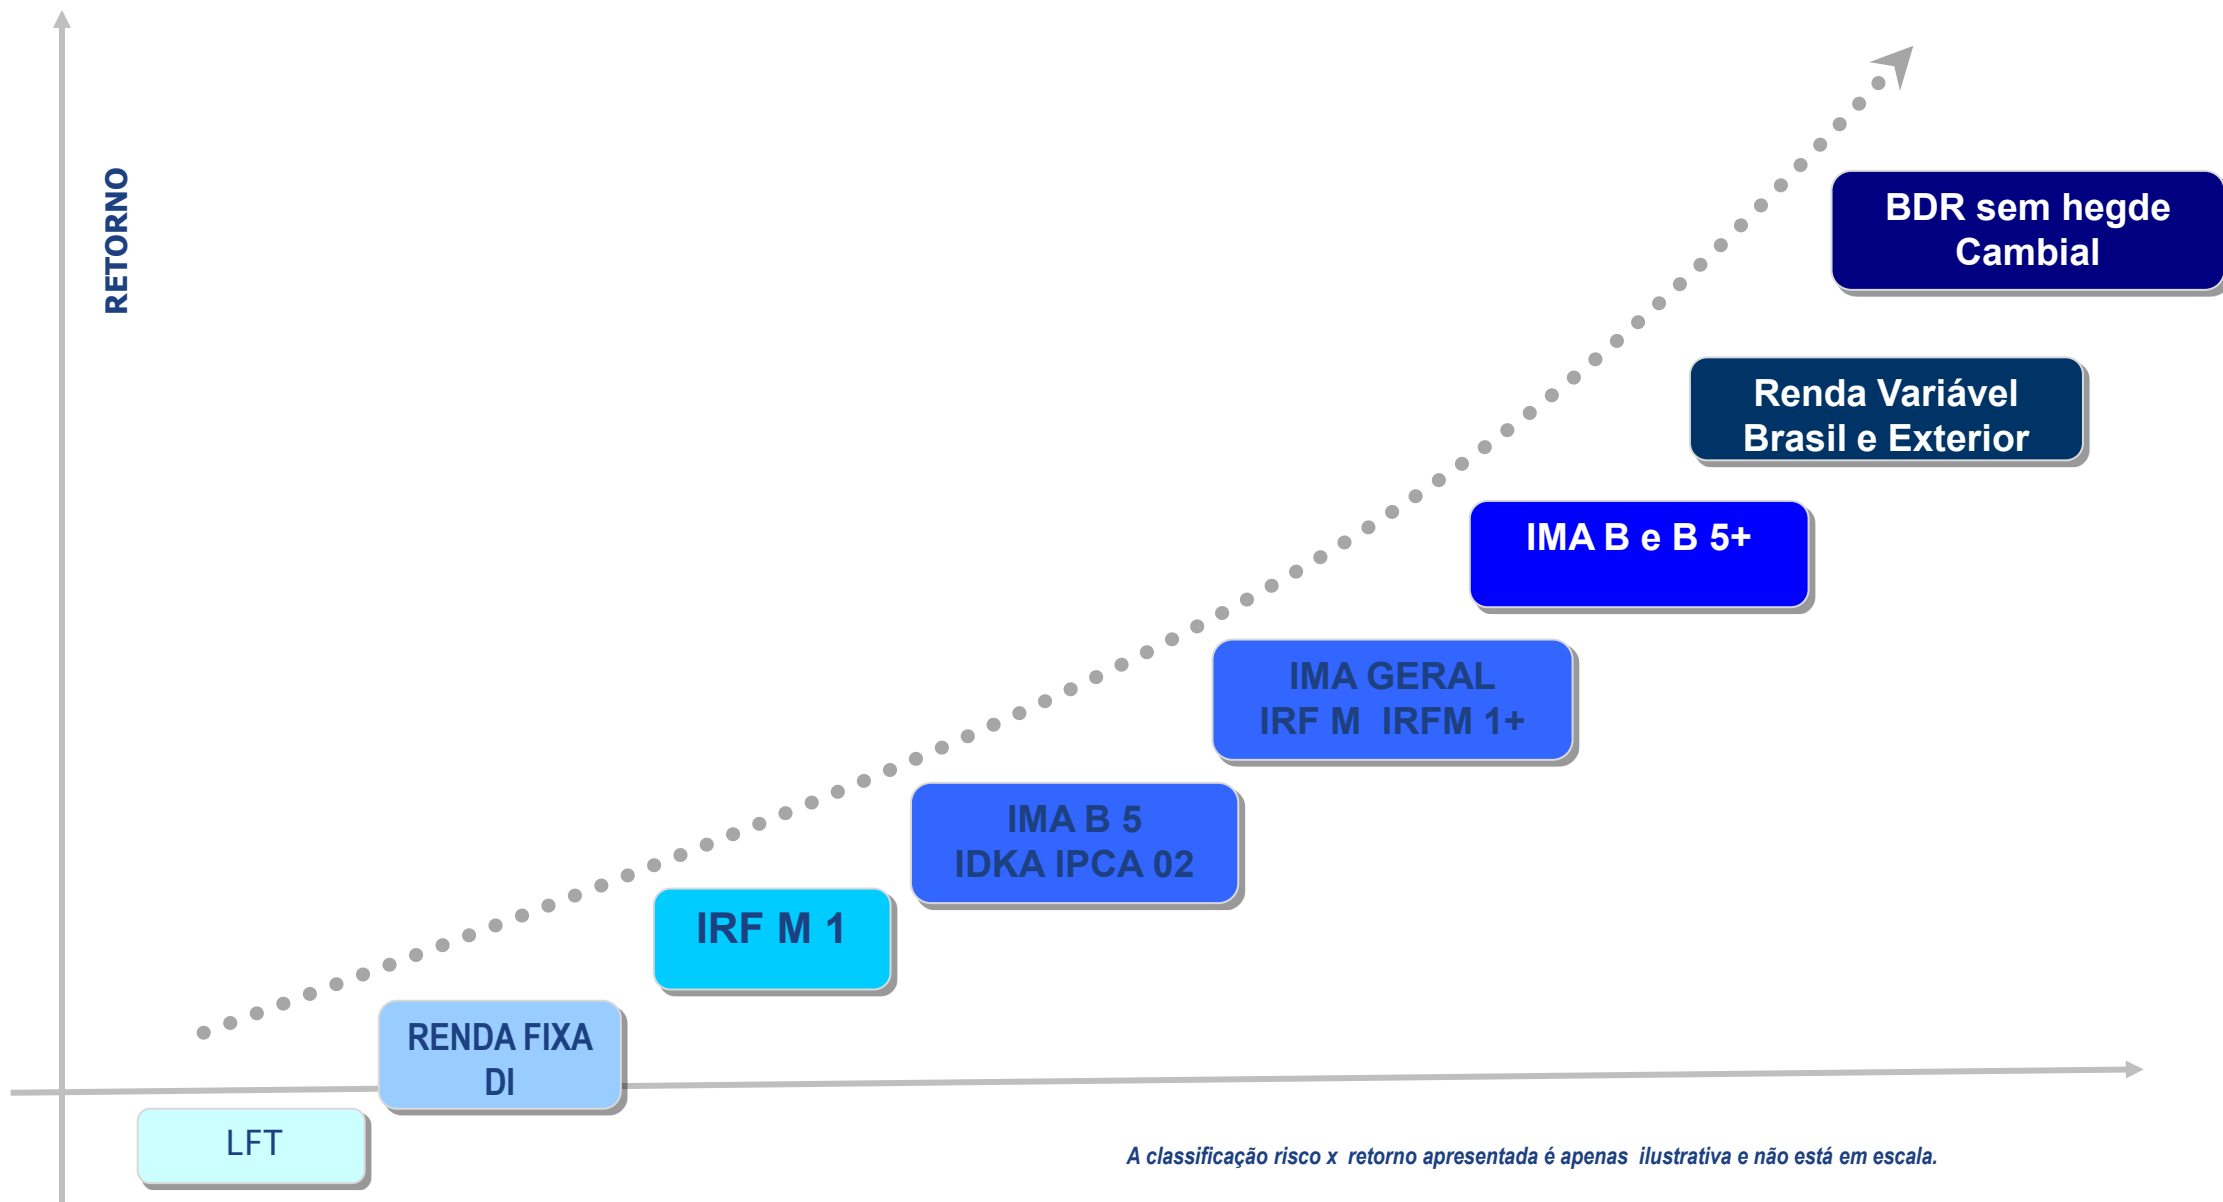 RETORNO
BDR sem hegde
Cambial
Renda Variável
Brasil e Exterior
IMA B e B 5+
IMA GERAL
IRF M  IRFM 1+
IMA B 5
IDKA IPCA 02
IRF M 1
RENDA FIXA
DI
LFT
A classificação risco x  retorno apresentada é apenas  ilustrativa e não está em escala.